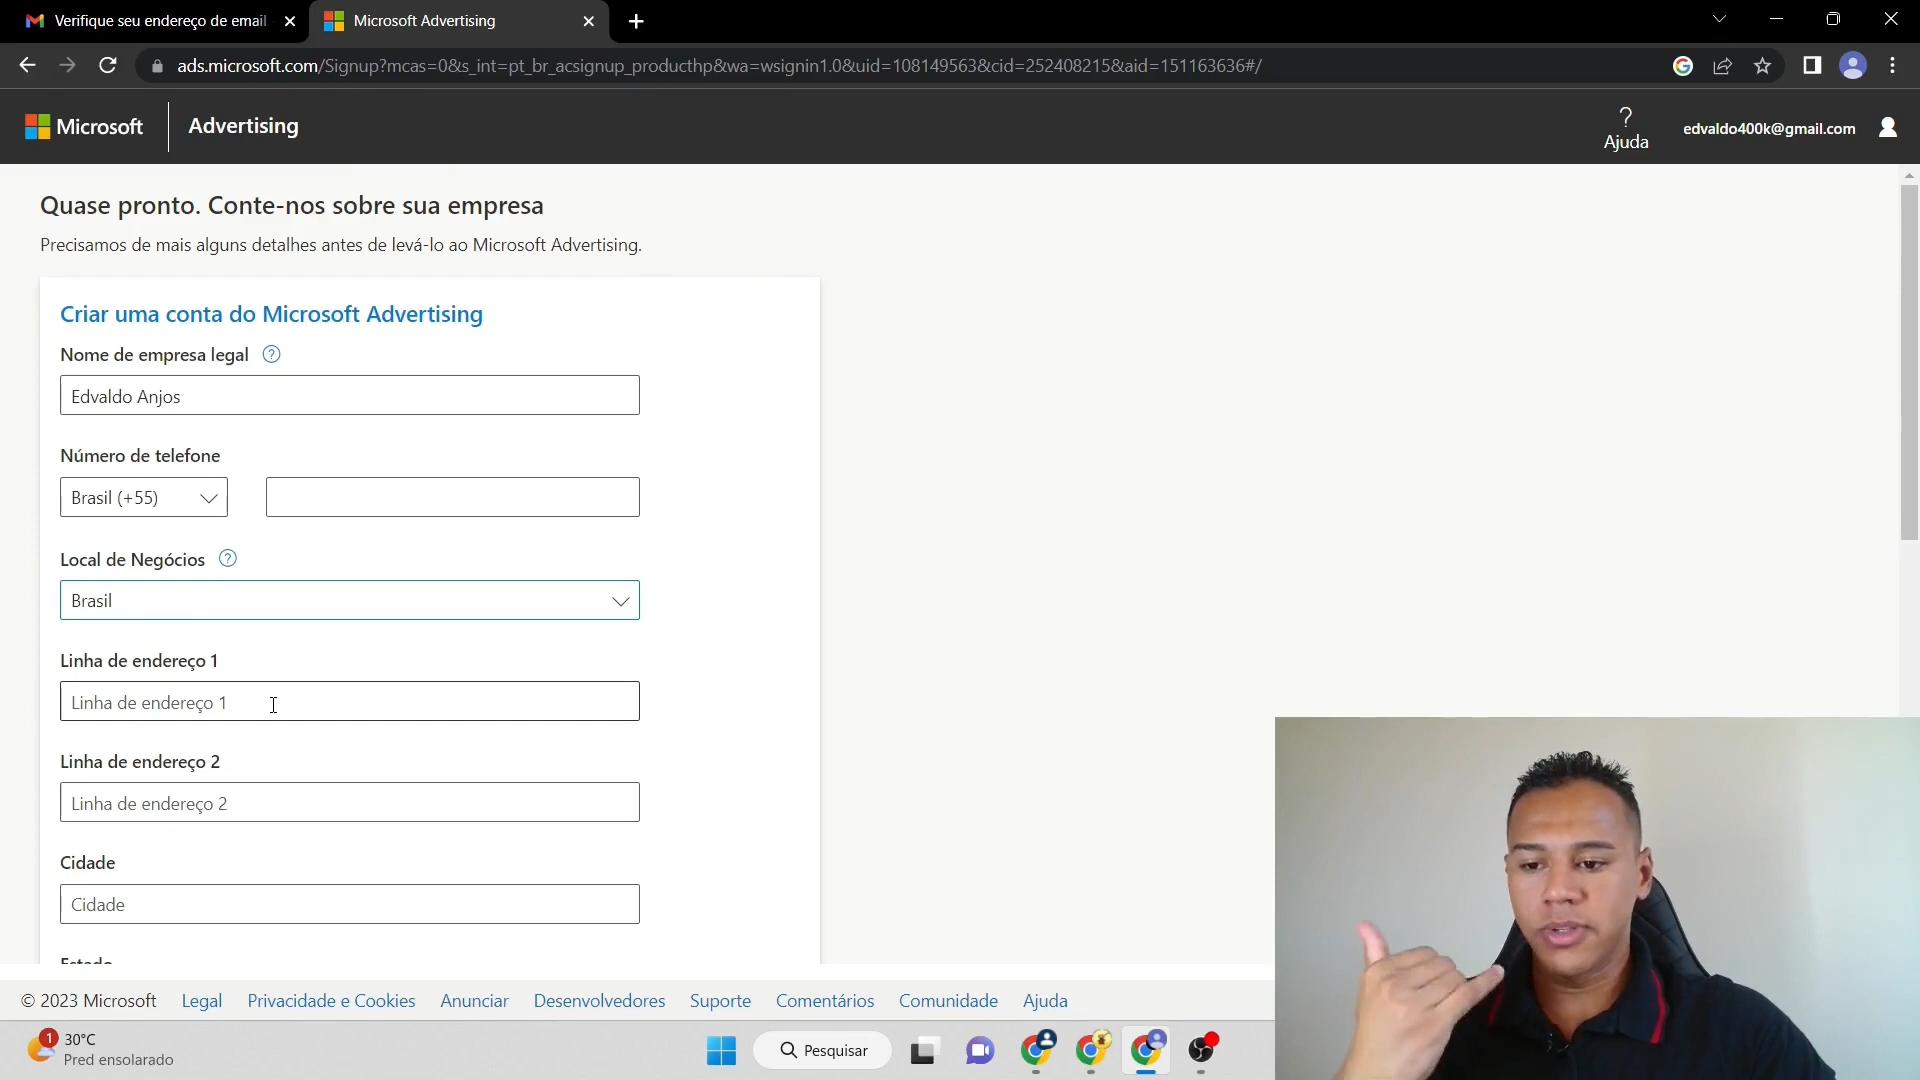 Verifique seu endereço de email
Microsoft Advertising
ads.microsoft.com/Signup?mcas=0&s_int=pt_br_acsignup_producthp&wa=wsignin1.0&uid=108149563&cid=252408215&aid=151163636#/
Microsoft
Advertising
?
Ajuda
edvaldo400k@gmail.com
Quase pronto. Conte-nos sobre sua empresa
Precisamos de mais alguns detalhes antes de levá-lo ao Microsoft Advertising.
Criar uma conta do Microsoft Advertising
Nome de empresa legal ?
Edvaldo Anjos
Número de telefone
Brasil (+55)
Local de Negócios ?
Brasil
Linha de endereço 1
Linha de endereço 1
Linha de endereço 2
Linha de endereço 2
Cidade
Cidade
Estado
© 2023 Microsoft Legal Privacidade e Cookies Anunciar Desenvolvedores Suporte Comentários Comunidade Ajuda
1
30°C
Pred ensolarado
Pesquisar